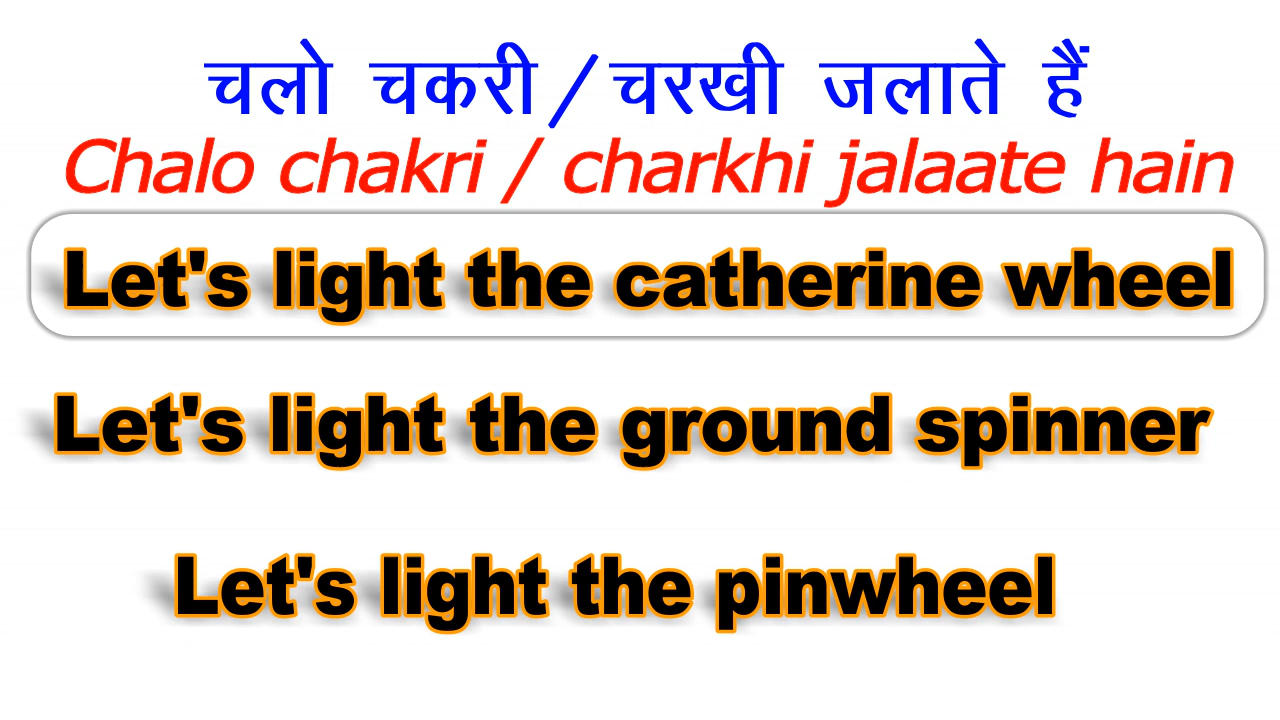 चलो चकरी/चरखी जलाते हैं
Chalo chakri / charkhi jalaate hain
Let's light the catherine wheel
Let's light the ground spinner
Let's light the pinwheel